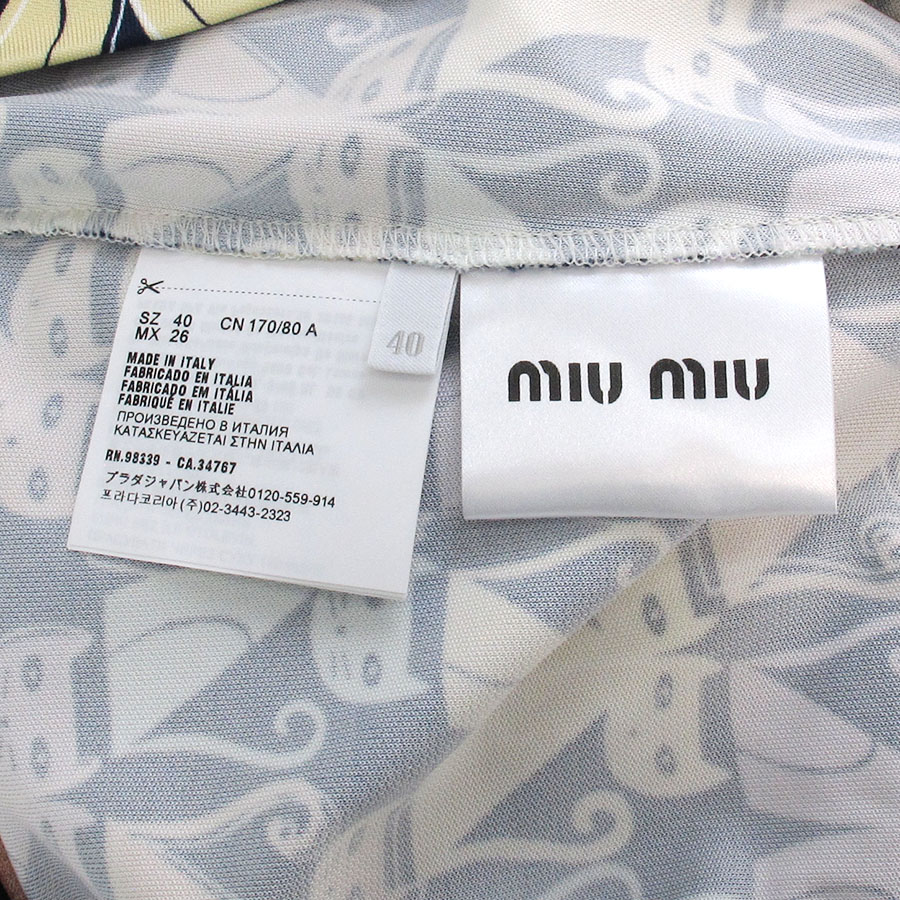 SZ 40 CN 170/80 A
MX 26
MADE IN ITALY
FABRICADO EN ITALIA
FABRICADO EM ITÁLIA
FABRIQUÉ EN ITALIE
ПРОИЗВЕДЕНО В ИТАЛИЯ
ΚΑΤΑΣΚΕΥΑΖΕΤΑΙ ΣΤΗΝ ΙΤΑΛΙΑ
RN.98339 - CA.34767
プラダジャパン株式会社0120-559-914
프라다코리아(주)02-3443-2323
40
miu miu